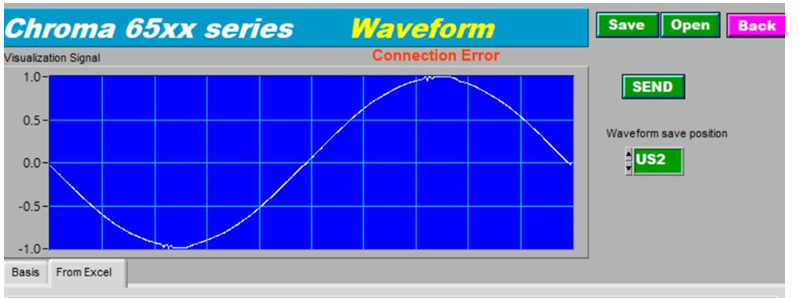 Chroma 65xx series Waveform
Save Open Back
Visualization Signal
Connection Error
1.0
0.5
0.0
-0.5
-1.0
SEND
Waveform save position
US2
Basis From Excel